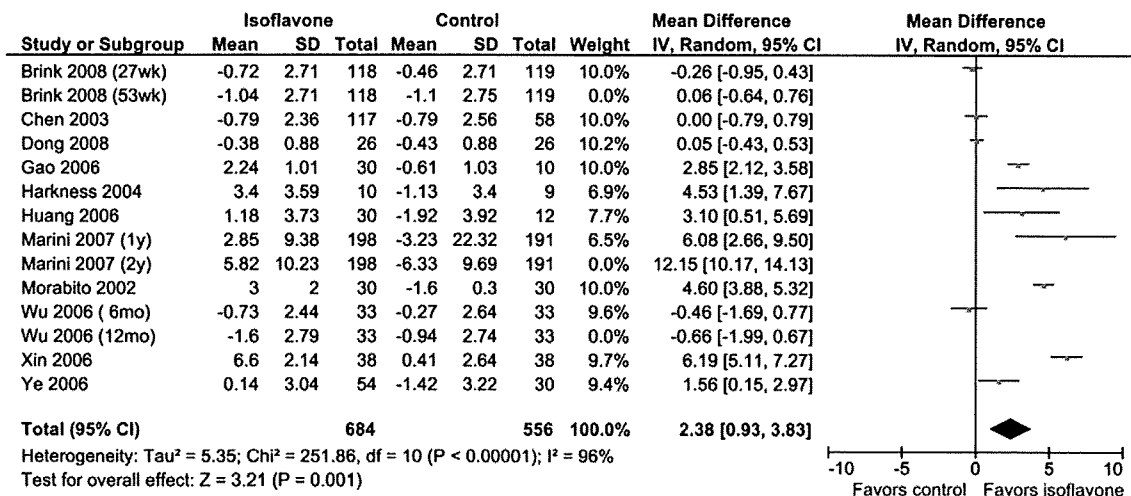 Isoflavone Control Mean Difference Mean Difference
Study or Subgroup Mean SD Total Mean SD Total Weight IV, Random, 95% CI IV, Random, 95% CI
Brink 2008 (27wk) -0.72 2.71 118 -0.46 2.71 119 10.0% -0.26 [-0.95, 0.43]
Brink 2008 (53wk) -1.04 2.71 118 -1.1 2.75 119 0.0% 0.06 [-0.64, 0.76]
Chen 2003 -0.79 2.36 117 -0.79 2.56 58 10.0% 0.00 [-0.79, 0.79]
Dong 2008 -0.38 0.88 26 -0.43 0.88 26 10.2% 0.05 [-0.43, 0.53]
Gao 2006 2.24 1.01 30 -0.61 1.03 10 10.0% 2.85 [2.12, 3.58]
Harkness 2004 3.4 3.59 10 -1.13 3.4 9 6.9% 4.53 [1.39, 7.67]
Huang 2006 1.18 3.73 30 -1.92 3.92 12 7.7% 3.10 [0.51, 5.69]
Marini 2007 (1y) 2.85 9.38 198 -3.23 22.32 191 6.5% 6.08 [2.66, 9.50]
Marini 2007 (2y) 5.82 10.23 198 -6.33 9.69 191 0.0% 12.15 [10.17, 14.13]
Morabito 2002 3 2 30 -1.6 0.3 30 10.0% 4.60 [3.88, 5.32]
Wu 2006 ( 6mo) -0.73 2.44 33 -0.27 2.64 33 9.6% -0.46 [-1.69, 0.77]
Wu 2006 (12mo) -1.6 2.79 33 -0.94 2.74 33 0.0% -0.66 [-1.99, 0.67]
Xin 2006 6.6 2.14 38 0.41 2.64 38 9.7% 6.19 [5.11, 7.27]
Ye 2006 0.14 3.04 54 -1.42 3.22 30 9.4% 1.56 [0.15, 2.97]
Total (95% CI) 684 556 100.0% 2.38 [0.93, 3.83]
Heterogeneity: Tau² = 5.35; Chi² = 251.86, df = 10 (P < 0.00001); I² = 96%
Test for overall effect: Z = 3.21 (P = 0.001)
-10 -5 0 5 10
Favors control Favors isoflavone